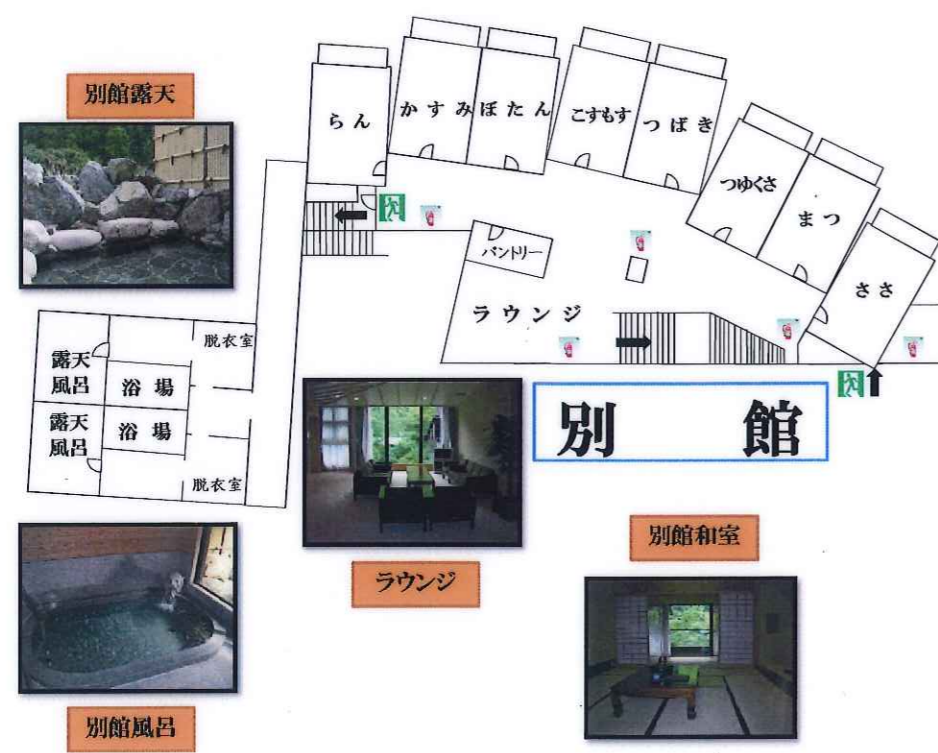 別館露天
らん
かすみ
ぼたん
こすもす
つばき
つゆくさ
まつ
ささ
パントリー
ラウンジ
脱衣室
露天
風呂
浴場
露天
風呂
浴場
脱衣室
別館
ラウンジ
別館和室
別館風呂